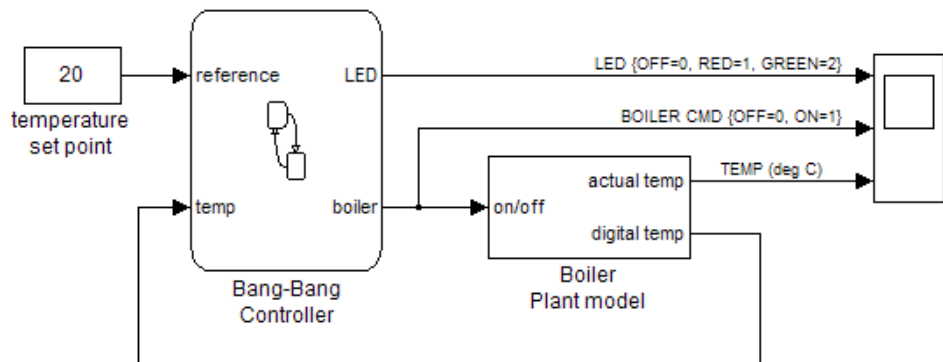 20
temperature
set point
reference
LED
temp
boiler
Bang-Bang
Controller
LED {OFF=0, RED=1, GREEN=2}
BOILER CMD {OFF=0, ON=1}
TEMP (deg C)
on/off
actual temp
digital temp
Boiler
Plant model